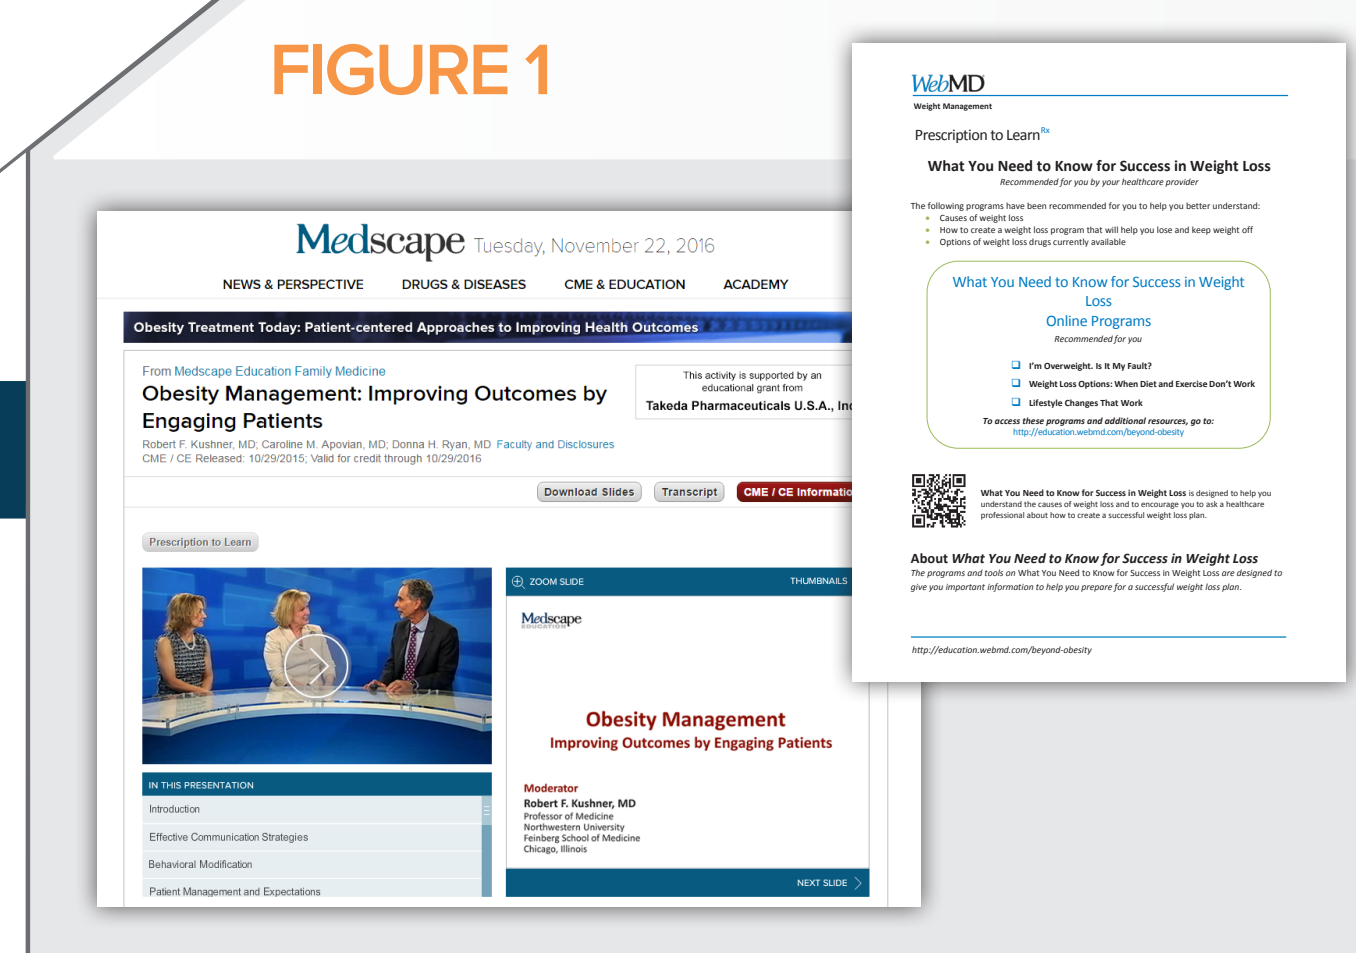 FIGURE 1
Medscape Tuesday, November 22, 2016
NEWS & PERSPECTIVE DRUGS & DISEASES CME & EDUCATION ACADEMY
Obesity Treatment Today: Patient-centered Approaches to Improving Health Outcomes
From Medscape Education Family Medicine
Obesity Management: Improving Outcomes by
Engaging Patients
Robert F. Kushner, MD; Caroline M. Apovian, MD; Donna H. Ryan, MD Faculty and Disclosures
CME / CE Released: 10/29/2015; Valid for credit through 10/29/2016
This activity is supported by an
educational grant from
Takeda Pharmaceuticals U.S.A., Inc
Download Slides Transcript CME / CE Informatio
Prescription to Learn
IN THIS PRESENTATION
Introduction
Effective Communication Strategies
Behavioral Modification
Patient Management and Expectations
ZOOM SLIDE THUMBNAILS
Medscape
EDUCATION
Obesity Management
Improving Outcomes by Engaging Patients
Moderator
Robert F. Kushner, MD
Professor of Medicine
Northwestern University
Feinberg School of Medicine
Chicago, Illinois
NEXT SLIDE
WebMD
Weight Management
Prescription to Learn Rx
What You Need to Know for Success in Weight Loss
Recommended for you by your healthcare provider
The following programs have been recommended for you to help you better understand:
• Causes of weight loss
• How to create a weight loss program that will help you lose and keep weight off
• Options of weight loss drugs currently available
What You Need to Know for Success in Weight
Loss
Online Programs
Recommended for you
❑ I'm Overweight. Is It My Fault?
❑ Weight Loss Options: When Diet and Exercise Don't Work
❑ Lifestyle Changes That Work
To access these programs and additional resources, go to:
http://education.webmd.com/beyond-obesity
What You Need to Know for Success in Weight Loss is designed to help you
understand the causes of weight loss and to encourage you to ask a healthcare
professional about how to create a successful weight loss plan.
About What You Need to Know for Success in Weight Loss
The programs and tools on What You Need to Know for Success in Weight Loss are designed to
give you important information to help you prepare for a successful weight loss plan.
http://education.webmd.com/beyond-obesity